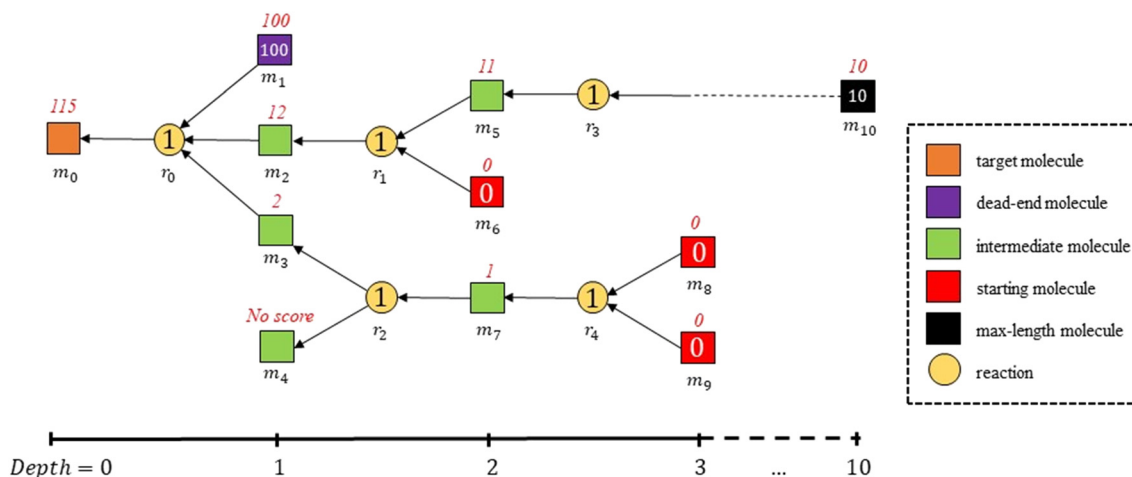 100
100
m₁
11
10
115
12
1
10
m₅
r₃
m₁₀
1
1
m₀
r₀
m₂
r₁
0
0
m₆
2
m₃
0
0
m₈
No score
1
1
1
r₂
m₇
r₄
m₄
0
0
m₉
target molecule
dead-end molecule
intermediate molecule
starting molecule
max-length molecule
reaction
Depth = 0 1 2 3 ... 10